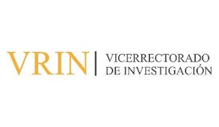 VRIN | VICERRECTORADO
DE INVESTIGACIÓN